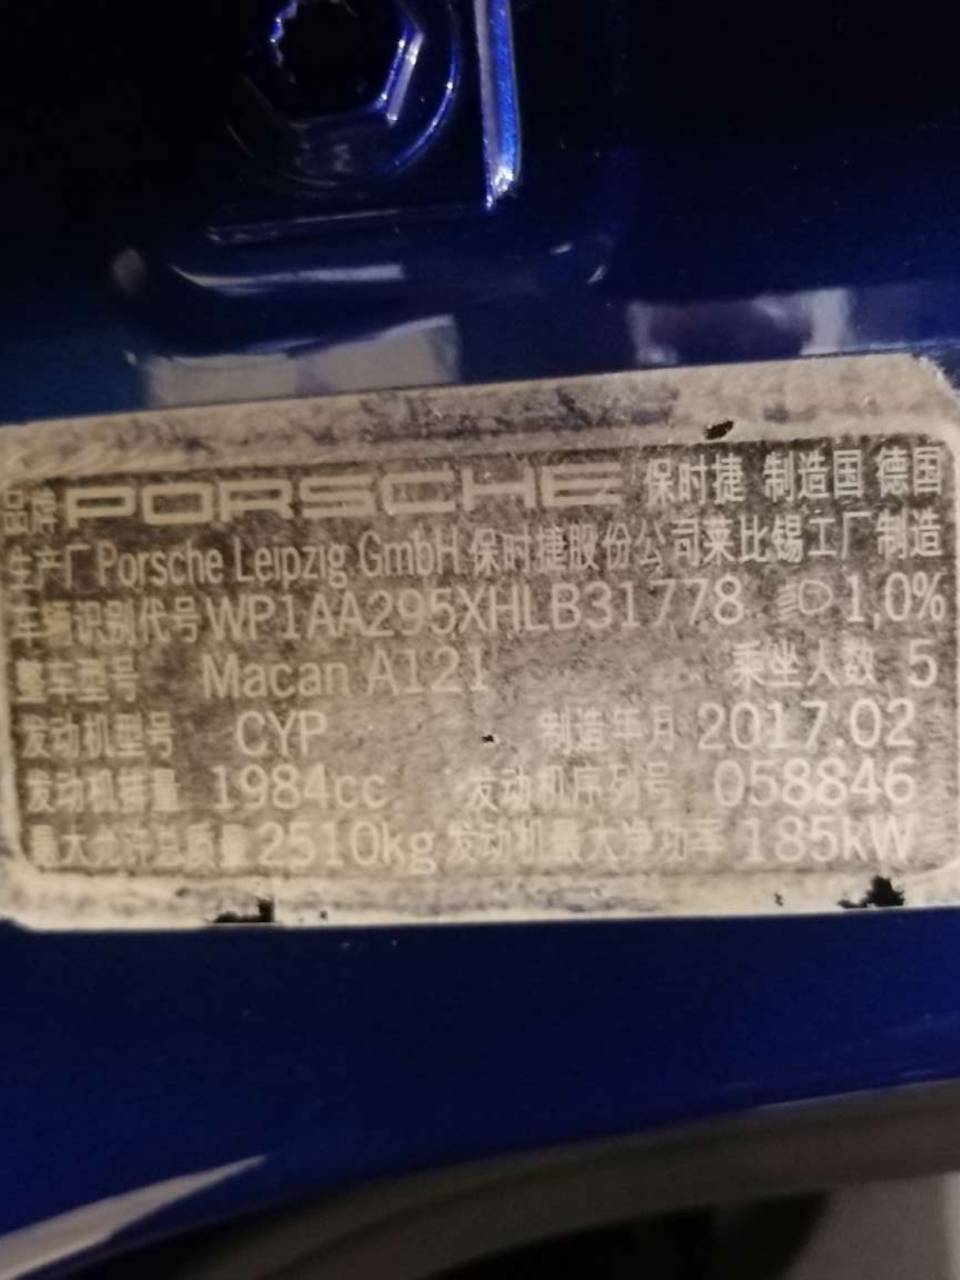 品牌 PORSCHE 保时捷 制造国 德国
生产厂 Porsche Leipzig GmbH 保时捷股份公司莱比锡工厂制造
车辆识别代号 WP1AA295XHLB31778 1,0%
整车型号 Macan A121 乘坐人数 5
发动机型号 CYP 制造年月 2017.02
发动机排量 1984cc 发动机序列号 058846
最大允许总质量 2510kg 发动机最大净功率 185kW